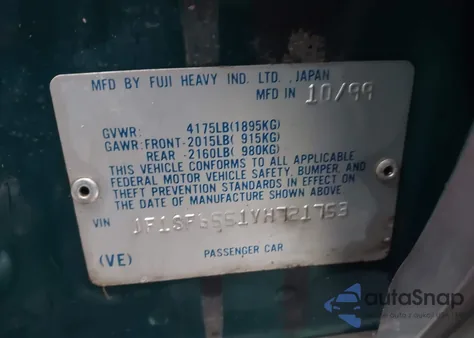 MFD BY FUJI HEAVY IND. LTD. ,JAPAN
MFD IN 10/99
GVWR: 4175LB(1895KG)
GAWR:FRONT-2015LB( 915KG)
REAR -2160LB( 980KG)
THIS VEHICLE CONFORMS TO ALL APPLICABLE
FEDERAL MOTOR VEHICLE SAFETY, BUMPER, AND
THEFT PREVENTION STANDARDS IN EFFECT ON
THE DATE OF MANUFACTURE SHOWN ABOVE.
VIN
(VE) PASSENGER CAR
autaSnap